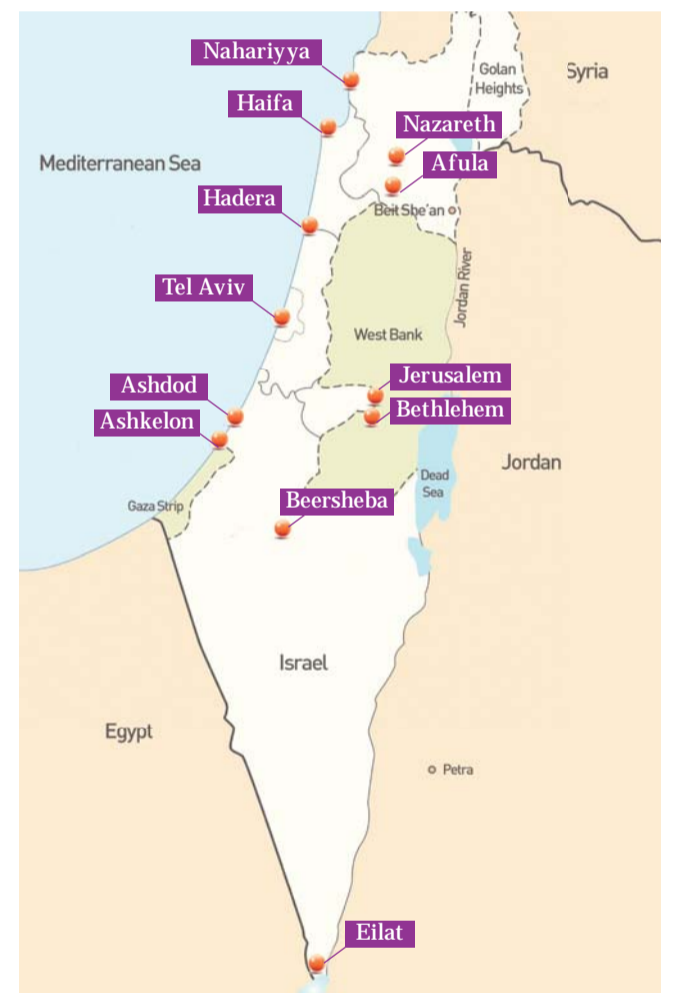 Nahariyya
Golan
Heights
Syria
Haifa
Nazareth
Mediterranean Sea
Afula
Hadera
Beit She'an
Jordan River
Tel Aviv
West Bank
Jerusalem
Ashdod
Bethlehem
Ashkelon
Jordan
Dead
Sea
Gaza Strip
Beersheba
Israel
Egypt
Petra
Eilat